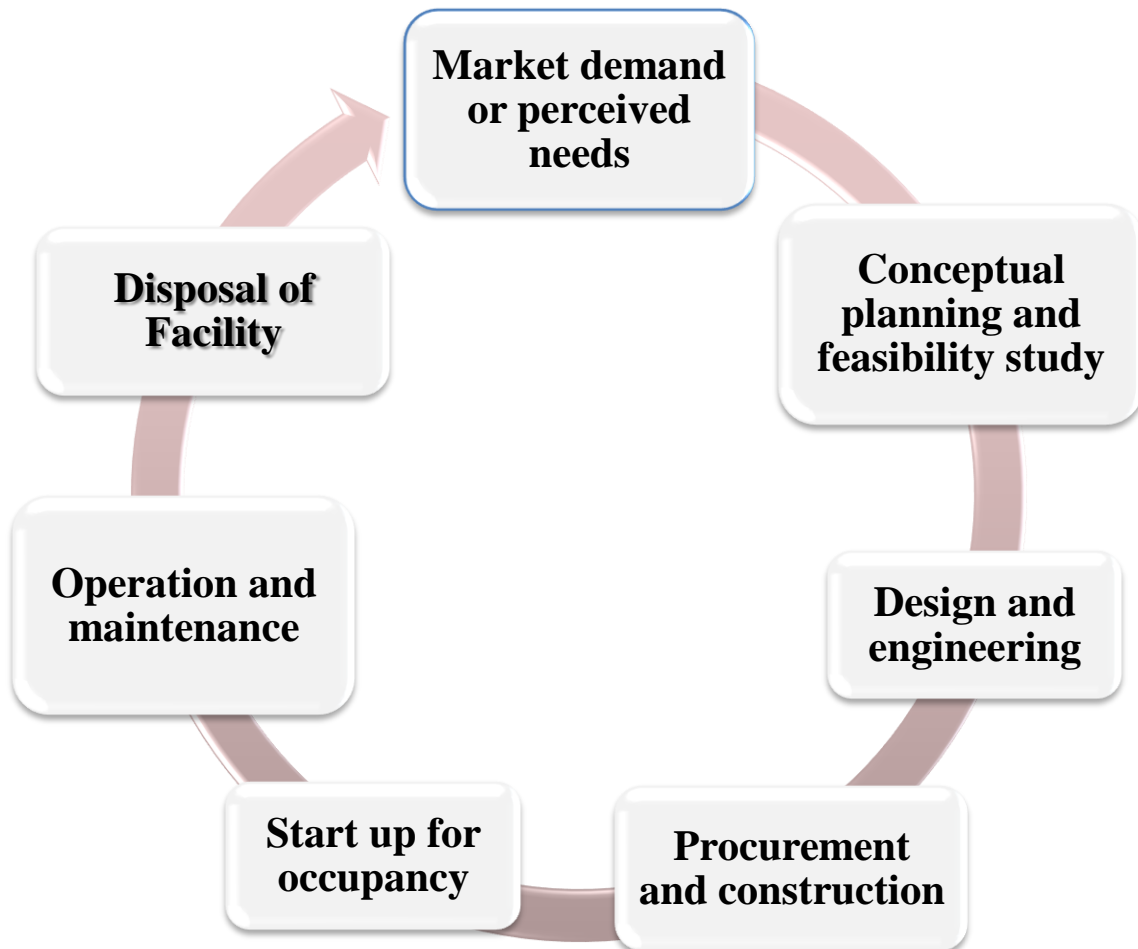 Market demand
or perceived
needs
Conceptual
planning and
feasibility study
Design and
engineering
Procurement
and construction
Start up for
occupancy
Operation and
maintenance
Disposal of
Facility